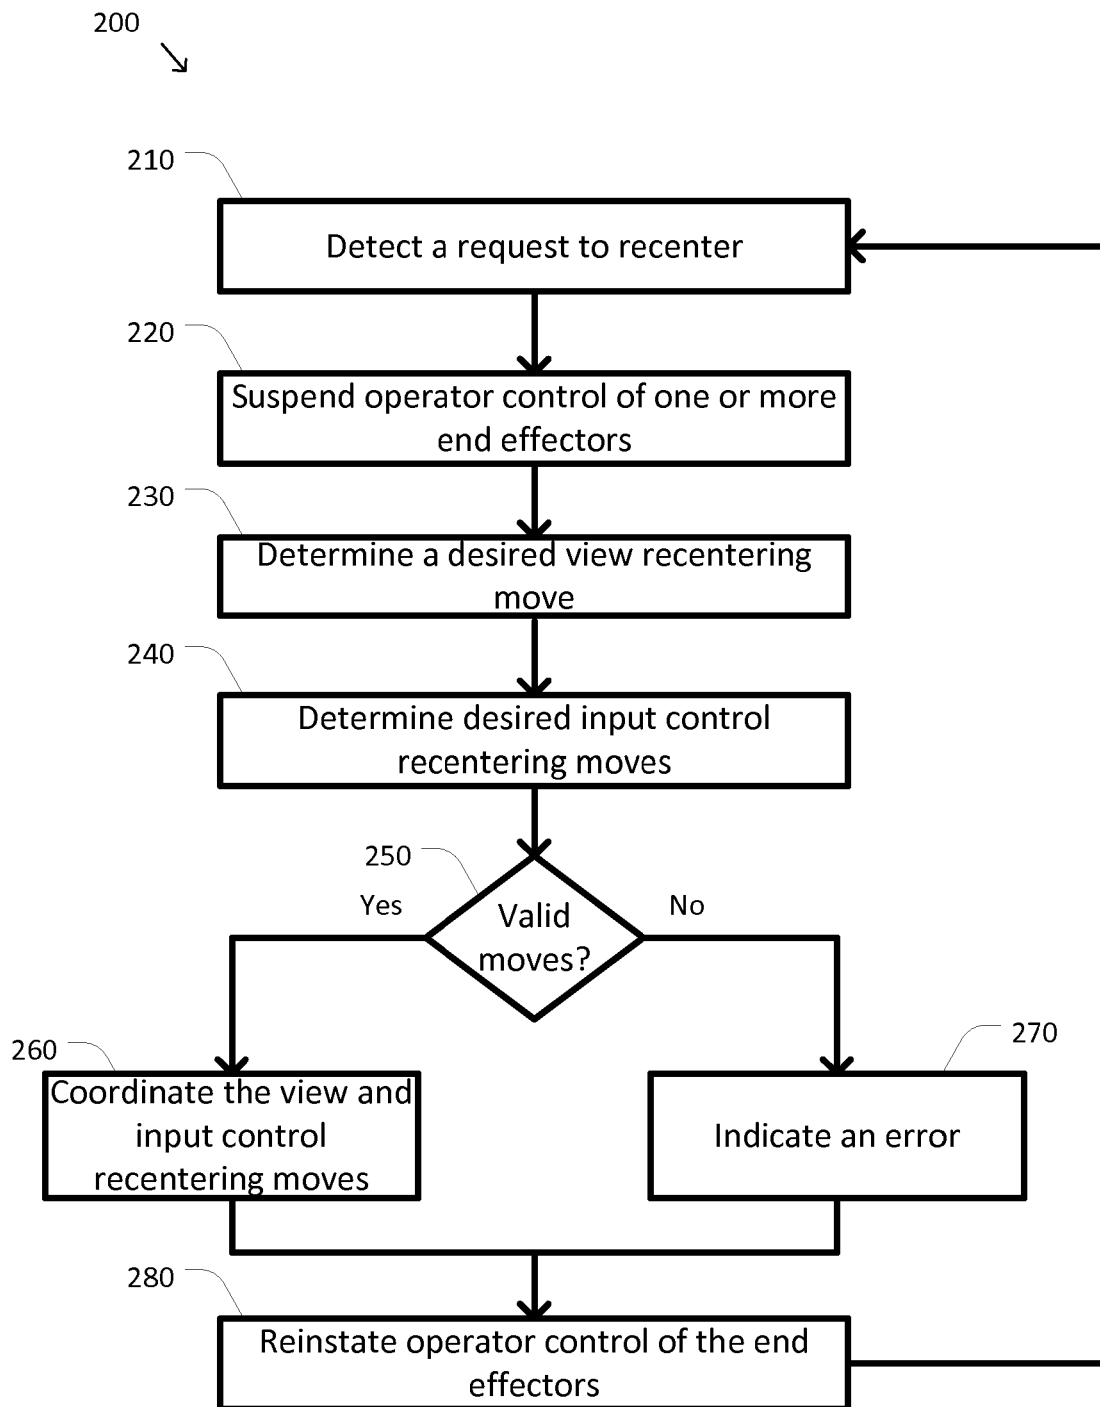 200
210
Detect a request to recenter
220
Suspend operator control of one or more
end effectors
230
Determine a desired view recentering
move
240
Determine desired input control
recentering moves
250
Yes
No
Valid
moves?
260
270
Coordinate the view and
input control
recentering moves
Indicate an error
280
Reinstate operator control of the end
effectors